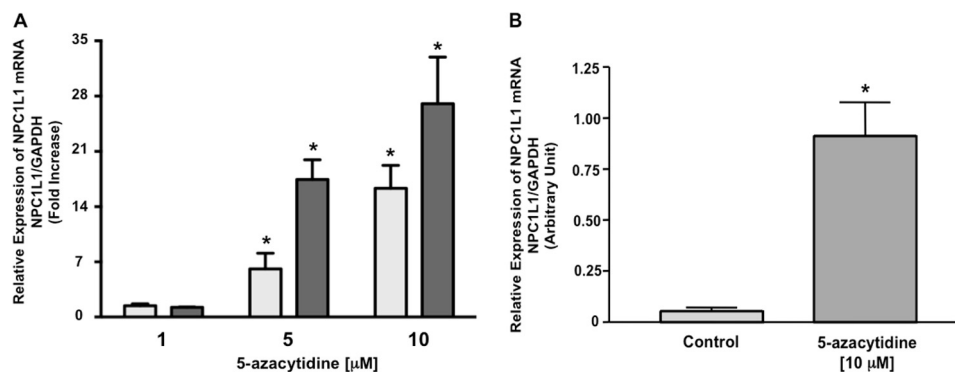 A
Relative Expression of NPC1L1 mRNA
NPC1L1/GAPDH
(Fold Increase)
35
28
21
14
7
0
*
*
*
*
1
5
10
5-azacytidine [µM]
B
Relative Expression of NPC1L1 mRNA
NPC1L1/GAPDH
(Arbitrary Unit)
1.25
1.00
0.75
0.50
0.25
0
*
Control
5-azacytidine
[10 µM]